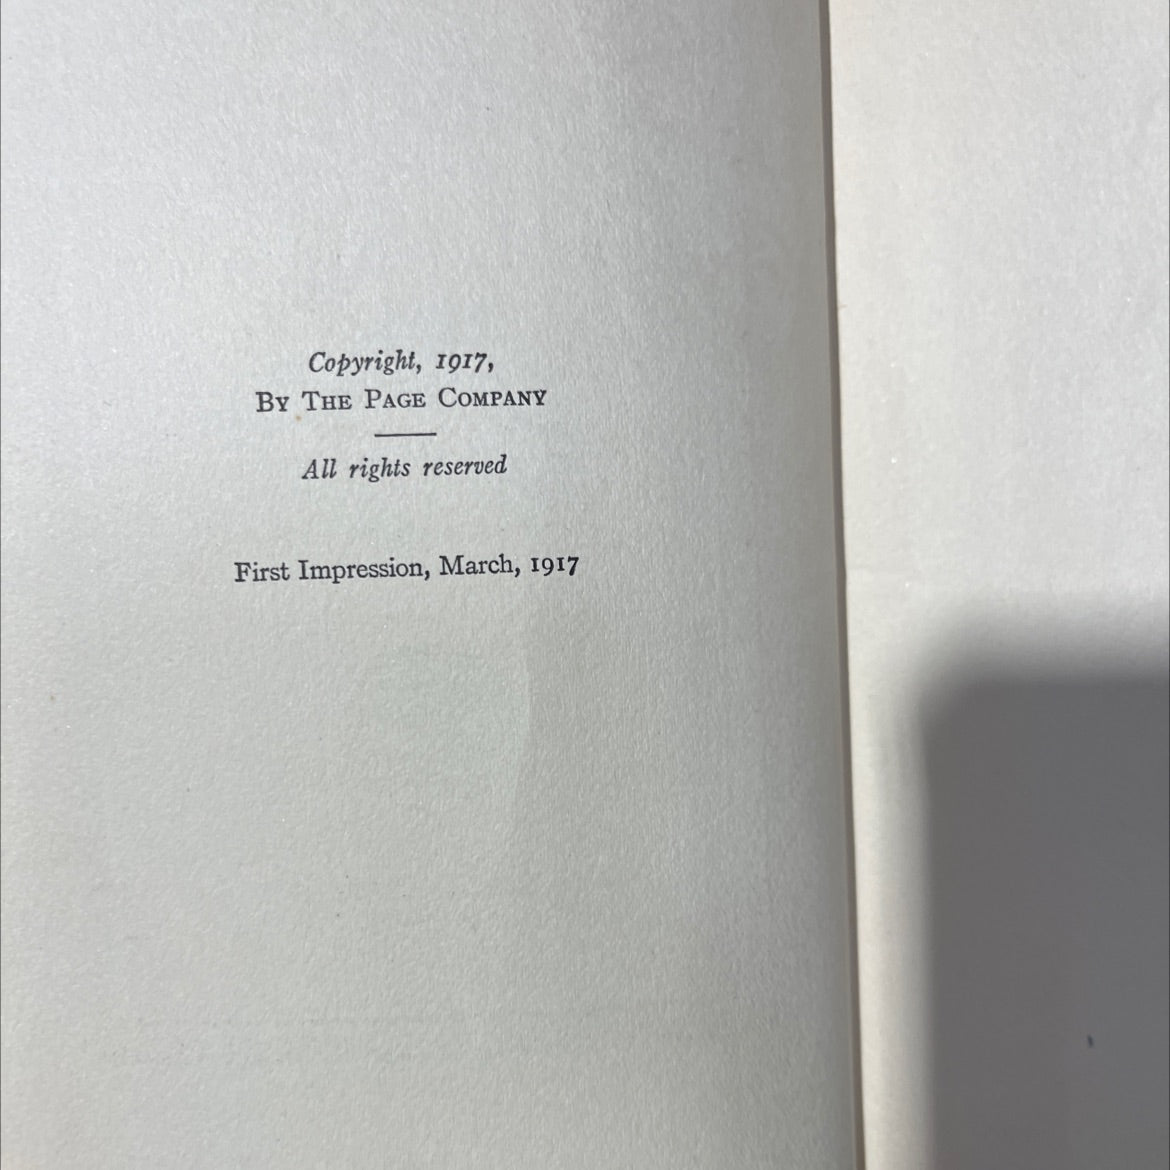 Copyright, 1917,
By The Page Company
All rights reserved
First Impression, March, 1917